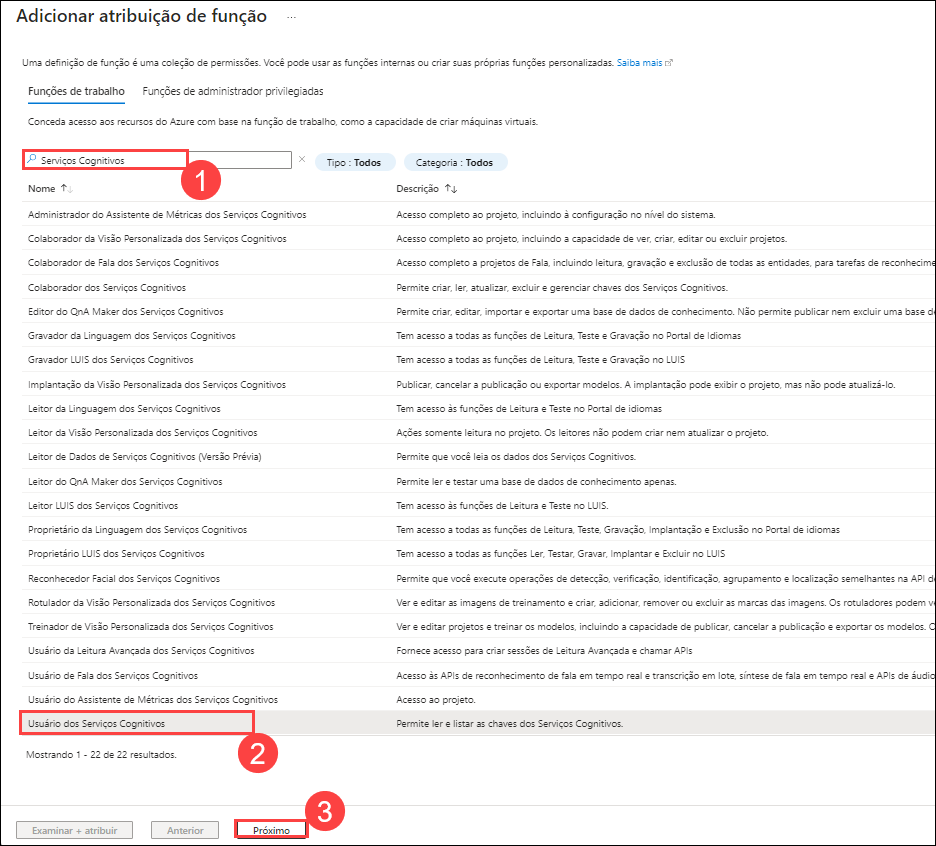 Adicionar atribuição de função ...
Uma definição de função é uma coleção de permissões. Você pode usar as funções internas ou criar suas próprias funções personalizadas. Saiba mais
Funções de trabalho Funções de administrador privilegiadas
Conceda acesso aos recursos do Azure com base na função de trabalho, como a capacidade de criar máquinas virtuais.
Serviços Cognitivos × Tipo : Todos Categoria : Todos
1
Nome ↑↓ Descrição ↑↓
Administrador do Assistente de Métricas dos Serviços Cognitivos Acesso completo ao projeto, incluindo à configuração no nível do sistema.
Colaborador da Visão Personalizada dos Serviços Cognitivos Acesso completo ao projeto, incluindo a capacidade de ver, criar, editar ou excluir projetos.
Colaborador de Fala dos Serviços Cognitivos Acesso completo a projetos de Fala, incluindo leitura, gravação e exclusão de todas as entidades, para tarefas de reconhecime
Colaborador dos Serviços Cognitivos Permite criar, ler, atualizar, excluir e gerenciar chaves dos Serviços Cognitivos.
Editor do QnA Maker dos Serviços Cognitivos Permite criar, editar, importar e exportar uma base de dados de conhecimento. Não permite publicar nem excluir uma base de
Gravador da Linguagem dos Serviços Cognitivos Tem acesso a todas as funções de Leitura, Teste e Gravação no Portal de Idiomas
Gravador LUIS dos Serviços Cognitivos Tem acesso a todas as funções de Leitura, Teste e Gravação no LUIS
Implantação da Visão Personalizada dos Serviços Cognitivos Publicar, cancelar a publicação ou exportar modelos. A implantação pode exibir o projeto, mas não pode atualizá-lo.
Leitor da Linguagem dos Serviços Cognitivos Tem acesso às funções de Leitura e Teste no Portal de idiomas
Leitor da Visão Personalizada dos Serviços Cognitivos Ações somente leitura no projeto. Os leitores não podem criar nem atualizar o projeto.
Leitor de Dados de Serviços Cognitivos (Versão Prévia) Permite que você leia os dados dos Serviços Cognitivos.
Leitor do QnA Maker dos Serviços Cognitivos Permite ler e testar uma base de dados de conhecimento apenas.
Leitor LUIS dos Serviços Cognitivos Tem acesso às funções de Leitura e Teste no LUIS.
Proprietário da Linguagem dos Serviços Cognitivos Tem acesso a todas as funções de Leitura, Teste, Gravação, Implantação e Exclusão no Portal de idiomas
Proprietário LUIS dos Serviços Cognitivos Tem acesso a todas as funções Ler, Testar, Gravar, Implantar e Excluir no LUIS
Reconhecedor Facial dos Serviços Cognitivos Permite que você execute operações de detecção, verificação, identificação, agrupamento e localização semelhantes na API de
Rotulador da Visão Personalizada dos Serviços Cognitivos Ver e editar as imagens de treinamento e criar, adicionar, remover ou excluir as marcas das imagens. Os rotuladores podem v
Treinador de Visão Personalizada dos Serviços Cognitivos Ver e editar projetos e treinar os modelos, incluindo a capacidade de publicar, cancelar a publicação e exportar os modelos. O
Usuário da Leitura Avançada dos Serviços Cognitivos Fornece acesso para criar sessões de Leitura Avançada e chamar APIs
Usuário de Fala dos Serviços Cognitivos Acesso às APIs de reconhecimento de fala em tempo real e transcrição em lote, síntese de fala em tempo real e APIs de áudio
Usuário do Assistente de Métricas dos Serviços Cognitivos Acesso ao projeto.
Usuário dos Serviços Cognitivos Permite ler e listar as chaves dos Serviços Cognitivos.
2
Mostrando 1 - 22 de 22 resultados.
3
Examinar + atribuir Anterior Próximo